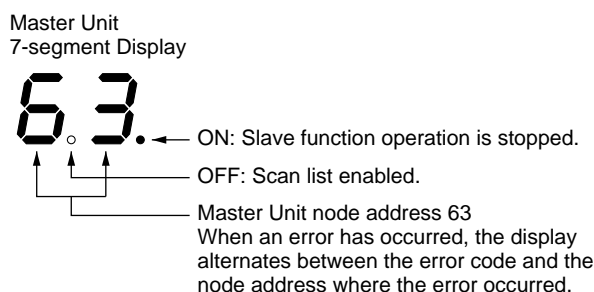 Master Unit
7-segment Display
6. 3.
ON: Slave function operation is stopped.
OFF: Scan list enabled.
Master Unit node address 63
When an error has occurred, the display
alternates between the error code and the
node address where the error occurred.